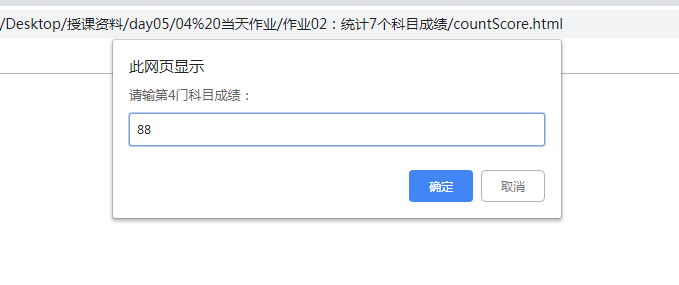 /Desktop/授课资料/day05/04%20当天作业/作业02：统计7个科目成绩/countScore.html
此网页显示
请输第4门科目成绩：
88
确定
取消